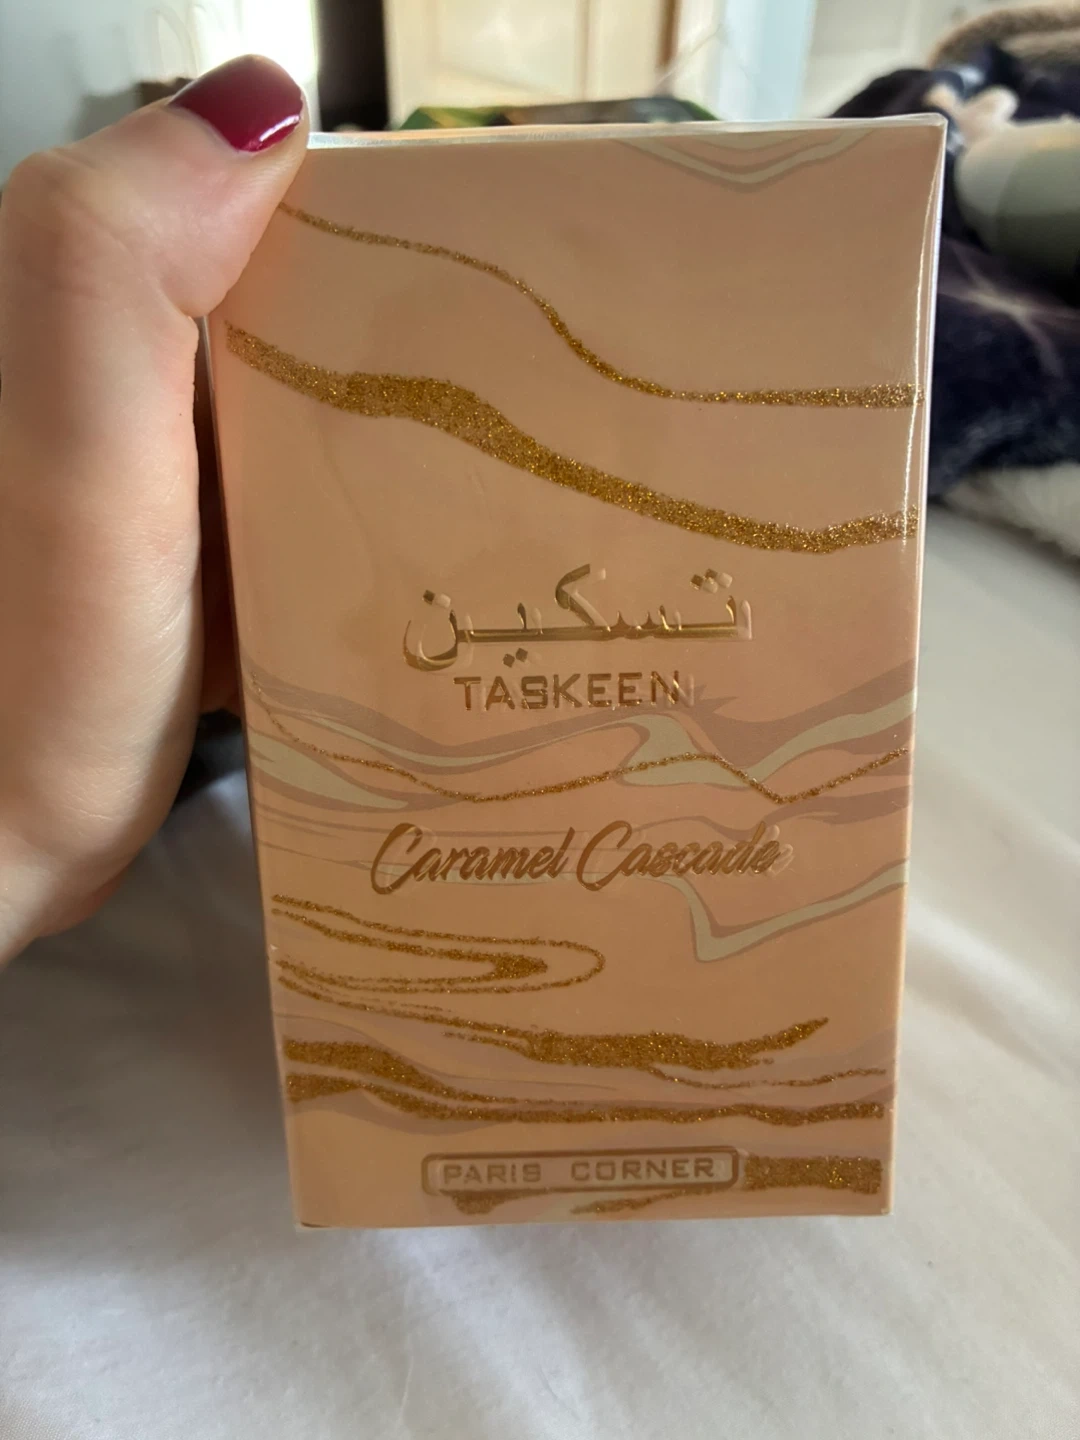 تسكين
TASKEEN
Caramel Cascade
PARIS CORNER